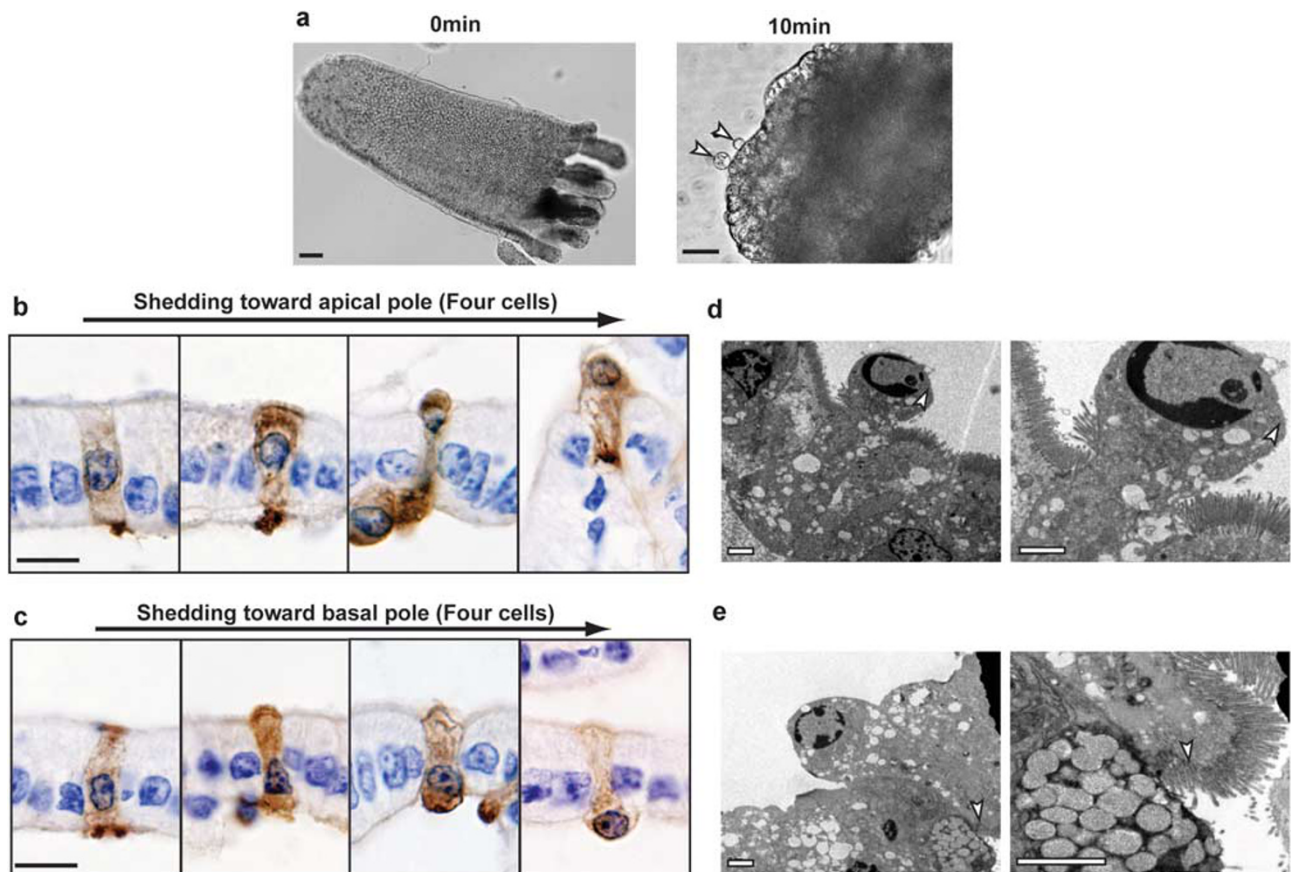 a
0min
10min
b
Shedding toward apical pole (Four cells)
c
Shedding toward basal pole (Four cells)
d
e